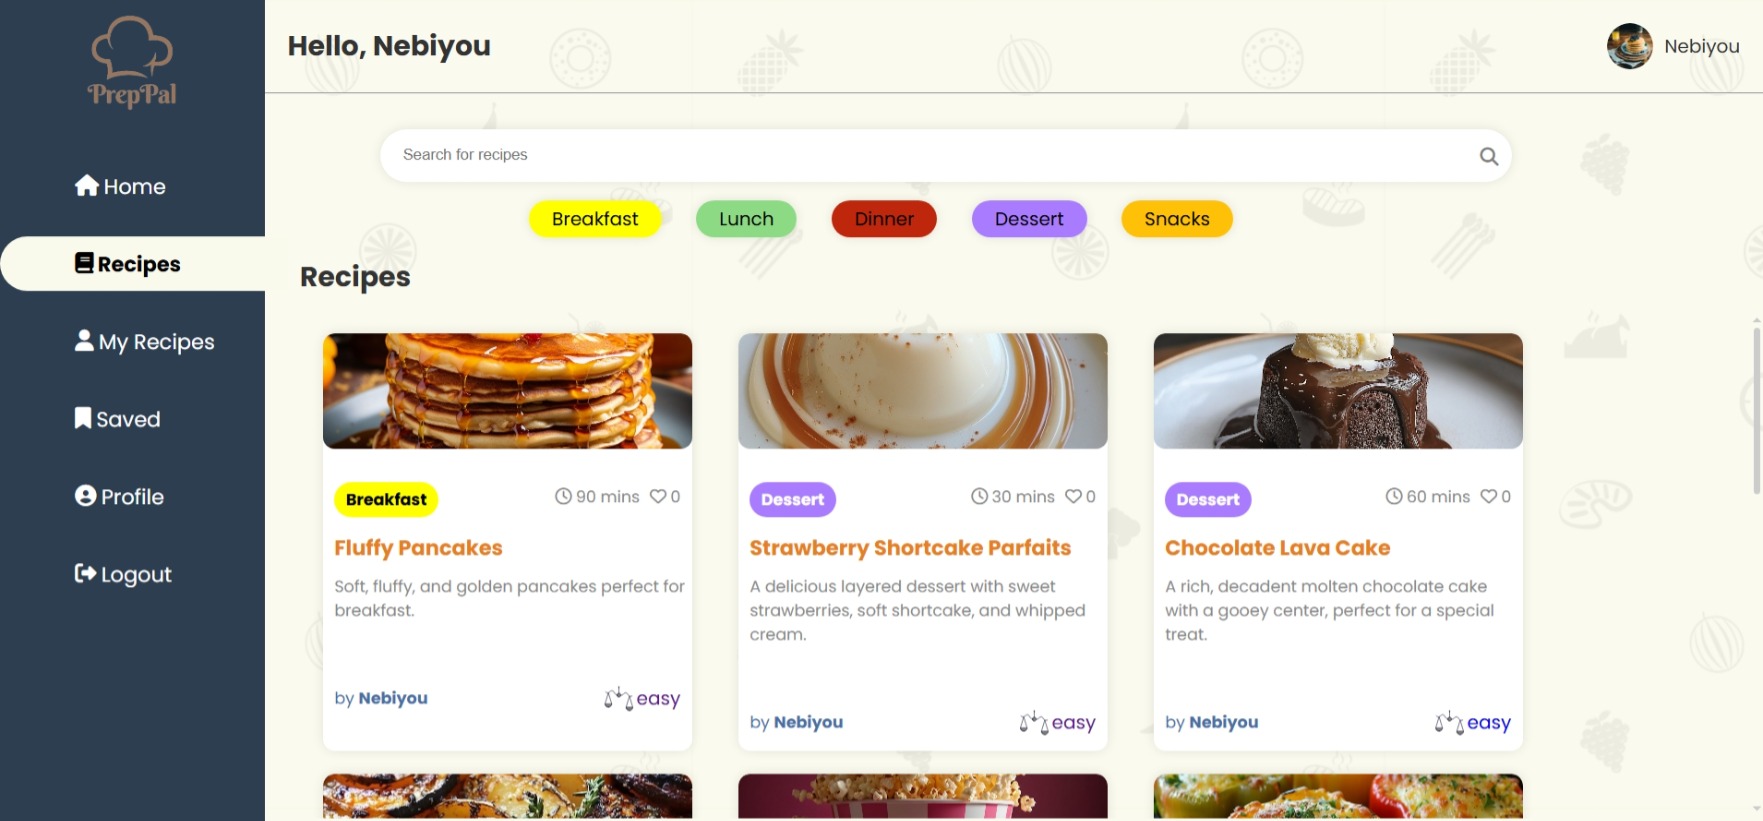 PrepPal
Home
Recipes
My Recipes
Saved
Profile
Logout
Hello, Nebiyou
Nebiyou
Search for recipes
Breakfast
Lunch
Dinner
Dessert
Snacks
Recipes
Breakfast
90 mins 0
Fluffy Pancakes
Soft, fluffy, and golden pancakes perfect for
breakfast.
by Nebiyou
easy
Dessert
30 mins 0
Strawberry Shortcake Parfaits
A delicious layered dessert with sweet
strawberries, soft shortcake, and whipped
cream.
by Nebiyou
easy
Dessert
60 mins 0
Chocolate Lava Cake
A rich, decadent molten chocolate cake
with a gooey center, perfect for a special
treat.
by Nebiyou
easy